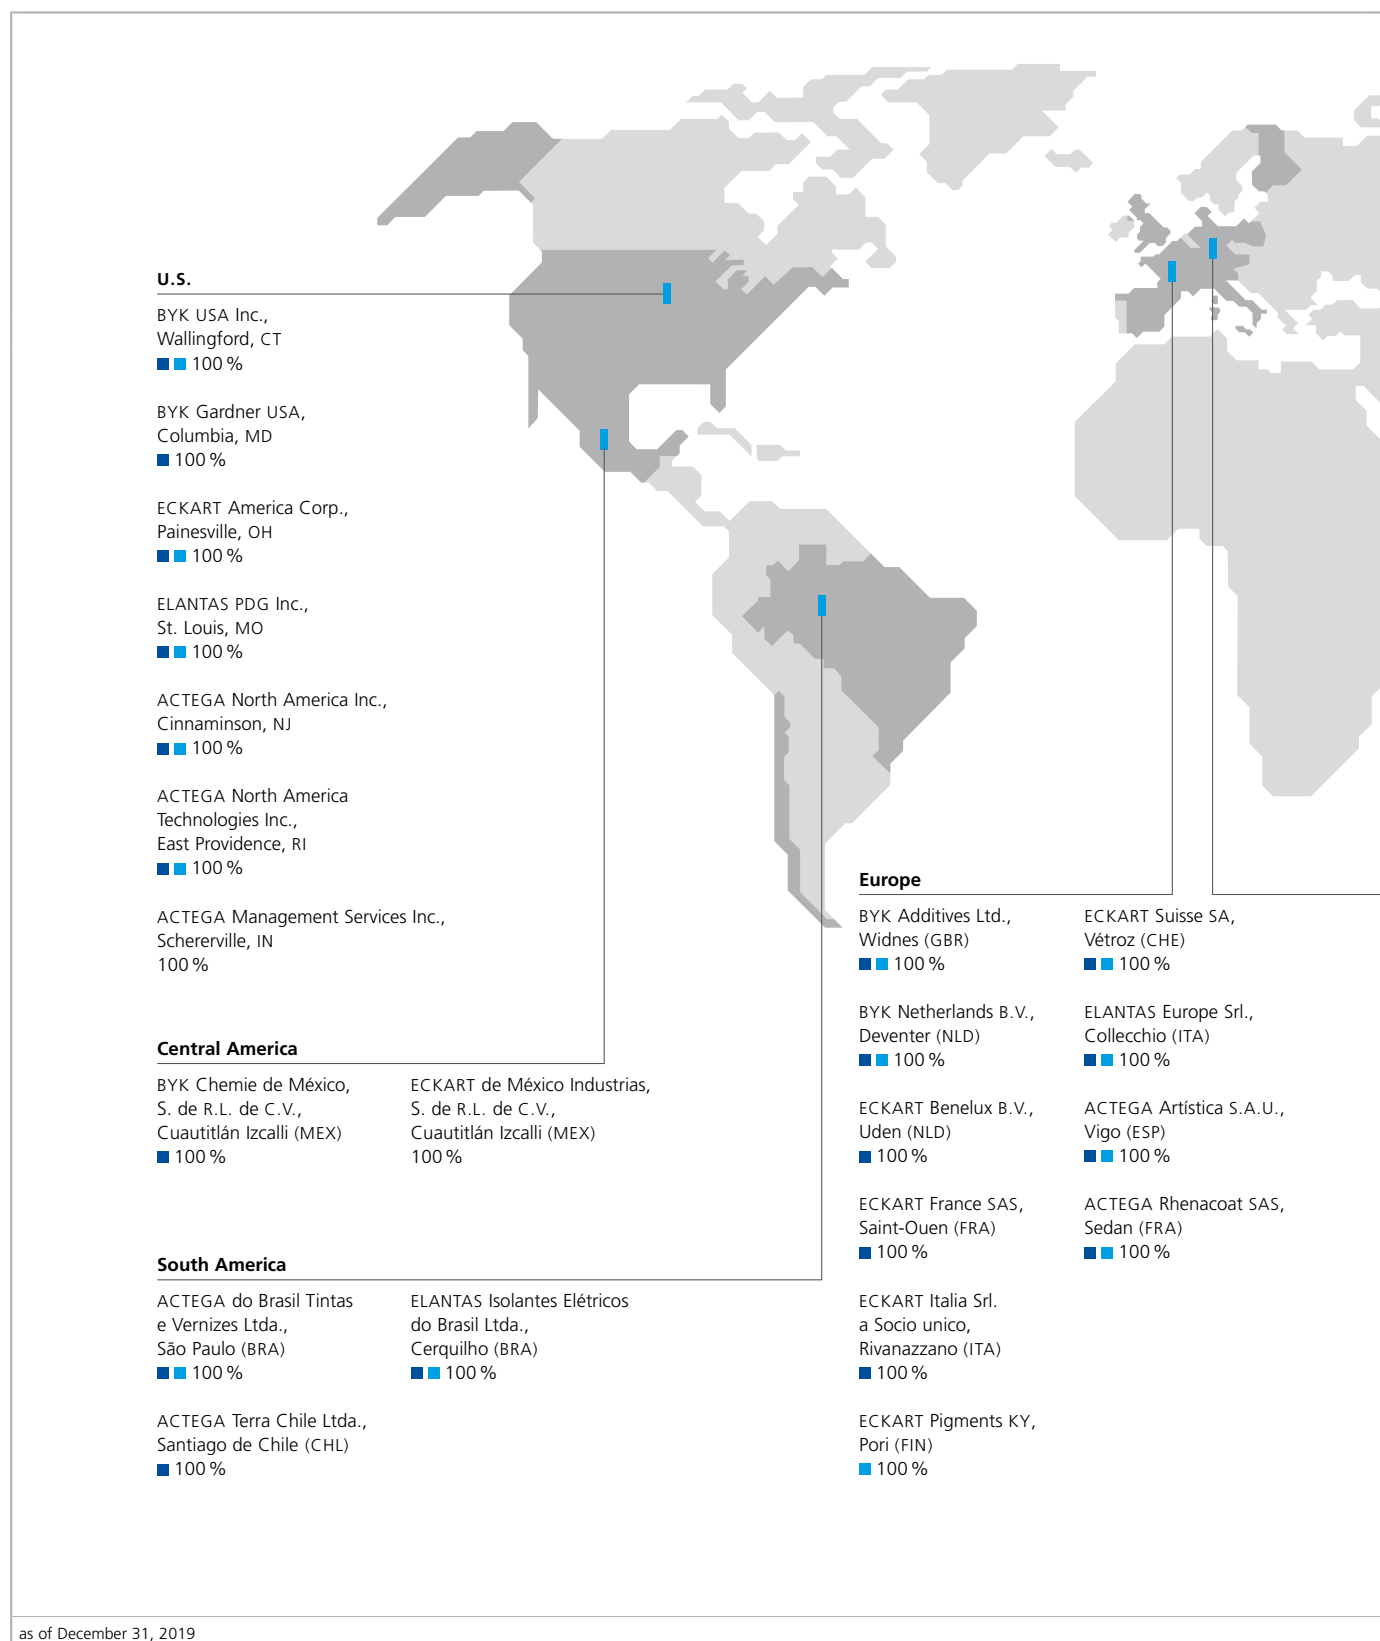 U.S.
BYK USA Inc.,
Wallingford, CT
100 %
BYK Gardner USA,
Columbia, MD
100 %
ECKART America Corp.,
Painesville, OH
100 %
ELANTAS PDG Inc.,
St. Louis, MO
100 %
ACTEGA North America Inc.,
Cinnaminson, NJ
100 %
ACTEGA North America
Technologies Inc.,
East Providence, RI
100 %
ACTEGA Management Services Inc.,
Schererville, IN
100 %
Central America
BYK Chemie de México,
S. de R.L. de C.V.,
Cuautitlán Izcalli (MEX)
100 %
ECKART de México Industrias,
S. de R.L. de C.V.,
Cuautitlán Izcalli (MEX)
100 %
South America
ACTEGA do Brasil Tintas
e Vernizes Ltda.,
São Paulo (BRA)
100 %
ACTEGA Terra Chile Ltda.,
Santiago de Chile (CHL)
100 %
ELANTAS Isolantes Elétricos
do Brasil Ltda.,
Cerquilho (BRA)
100 %
Europe
BYK Additives Ltd.,
Widnes (GBR)
100 %
BYK Netherlands B.V.,
Deventer (NLD)
100 %
ECKART Benelux B.V.,
Uden (NLD)
100 %
ECKART France SAS,
Saint-Ouen (FRA)
100 %
ECKART Italia Srl.
a Socio unico,
Rivanazzano (ITA)
100 %
ECKART Pigments KY,
Pori (FIN)
100 %
ECKART Suisse SA,
Vétroz (CHE)
100 %
ELANTAS Europe Srl.,
Collecchio (ITA)
100 %
ACTEGA Artística S.A.U.,
Vigo (ESP)
100 %
ACTEGA Rhenacoat SAS,
Sedan (FRA)
100 %
as of December 31, 2019